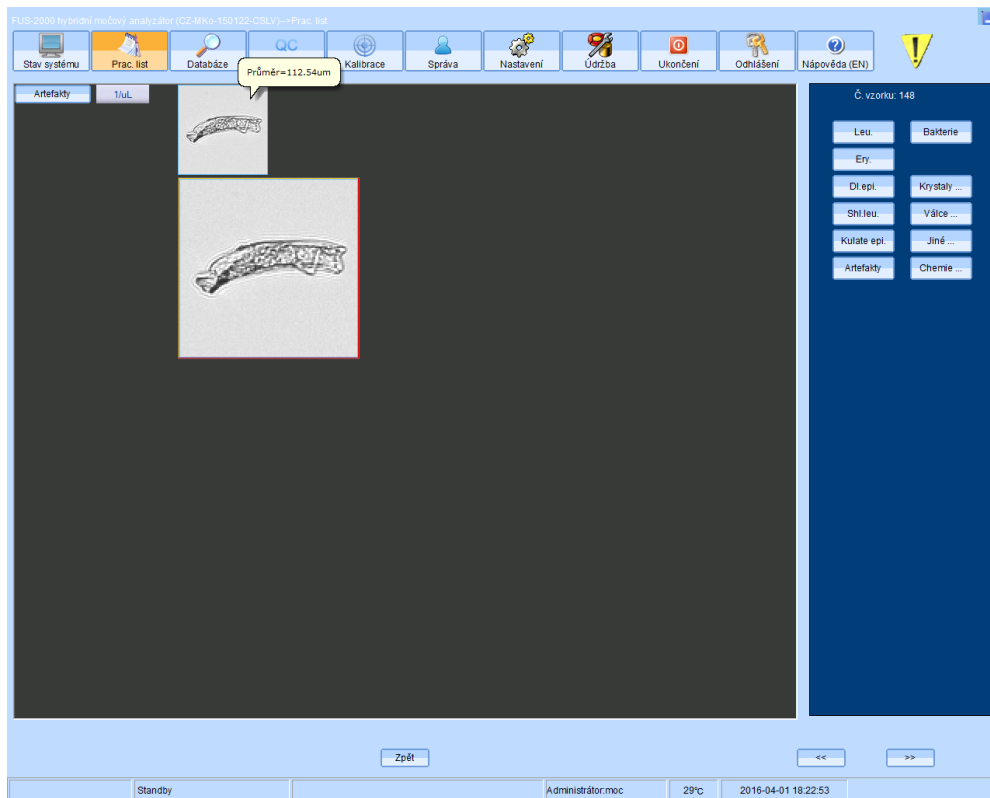 FUS-2000 hybridní močový analyzátor (CZ-MKo-150122-CSLV)-->Prac. list
Stav systému
Prac. list
Databáze
QC
Kalibrace
Správa
Nastavení
Údržba
Ukončení
Odhlášení
Nápověda (EN)
Průměr=112.54um
Artefakty
1/uL
Č. vzorku: 148
Leu.
Bakterie
Ery.
Dl.epi.
Krystaly ...
Shl.leu.
Válce ...
Kulate epi.
Jiné ...
Artefakty
Chemie ...
Zpět
<<
>>
Standby
Administrátor:moc
29℃
2016-04-01 18:22:53